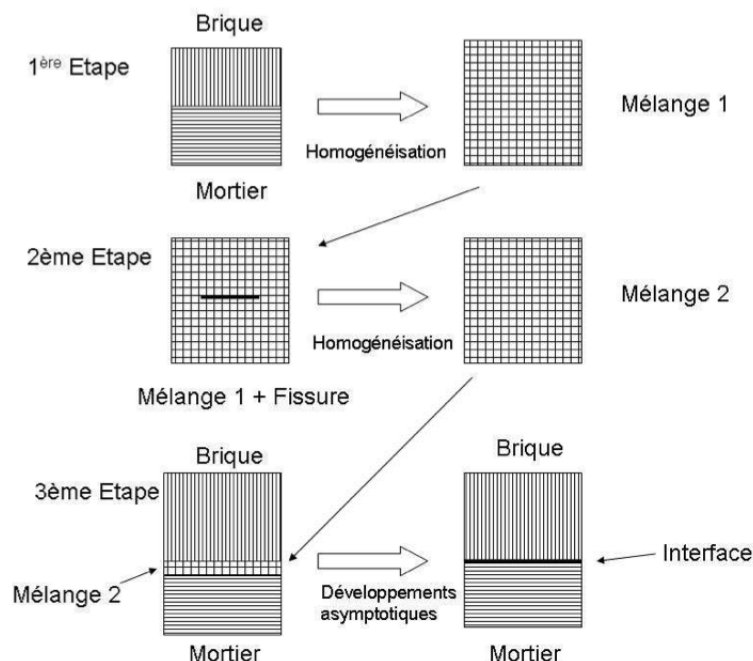 Brique
1ère Etape
Mélange 1
Homogénéisation
Mortier
2ème Etape
Mélange 2
Homogénéisation
Mélange 1 + Fissure
Brique
Brique
3ème Etape
Interface
Mélange 2
Développements
asymptotiques
Mortier
Mortier